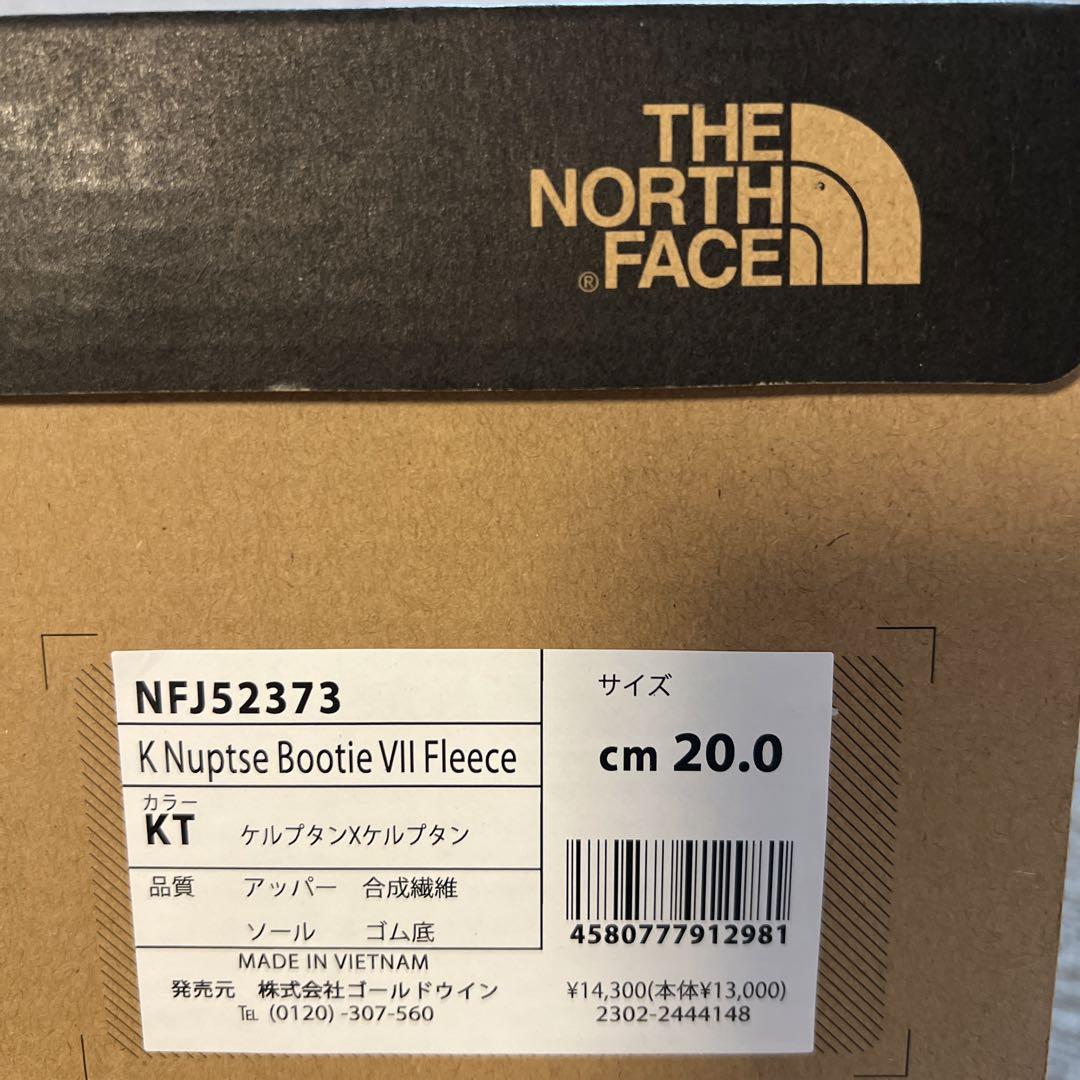 THE
NORTH
FACE
®
NFJ52373
K Nuptse Bootie VII Fleece
カラー
KT ケルプタンXケルプタン
品質 アッパー 合成繊維
ソール ゴム底
MADE IN VIETNAM
発売元 株式会社ゴールドウイン
TEL (0120) -307-560
サイズ
cm 20.0
4580777912981
¥14,300(本体¥13,000)
2302-2444148